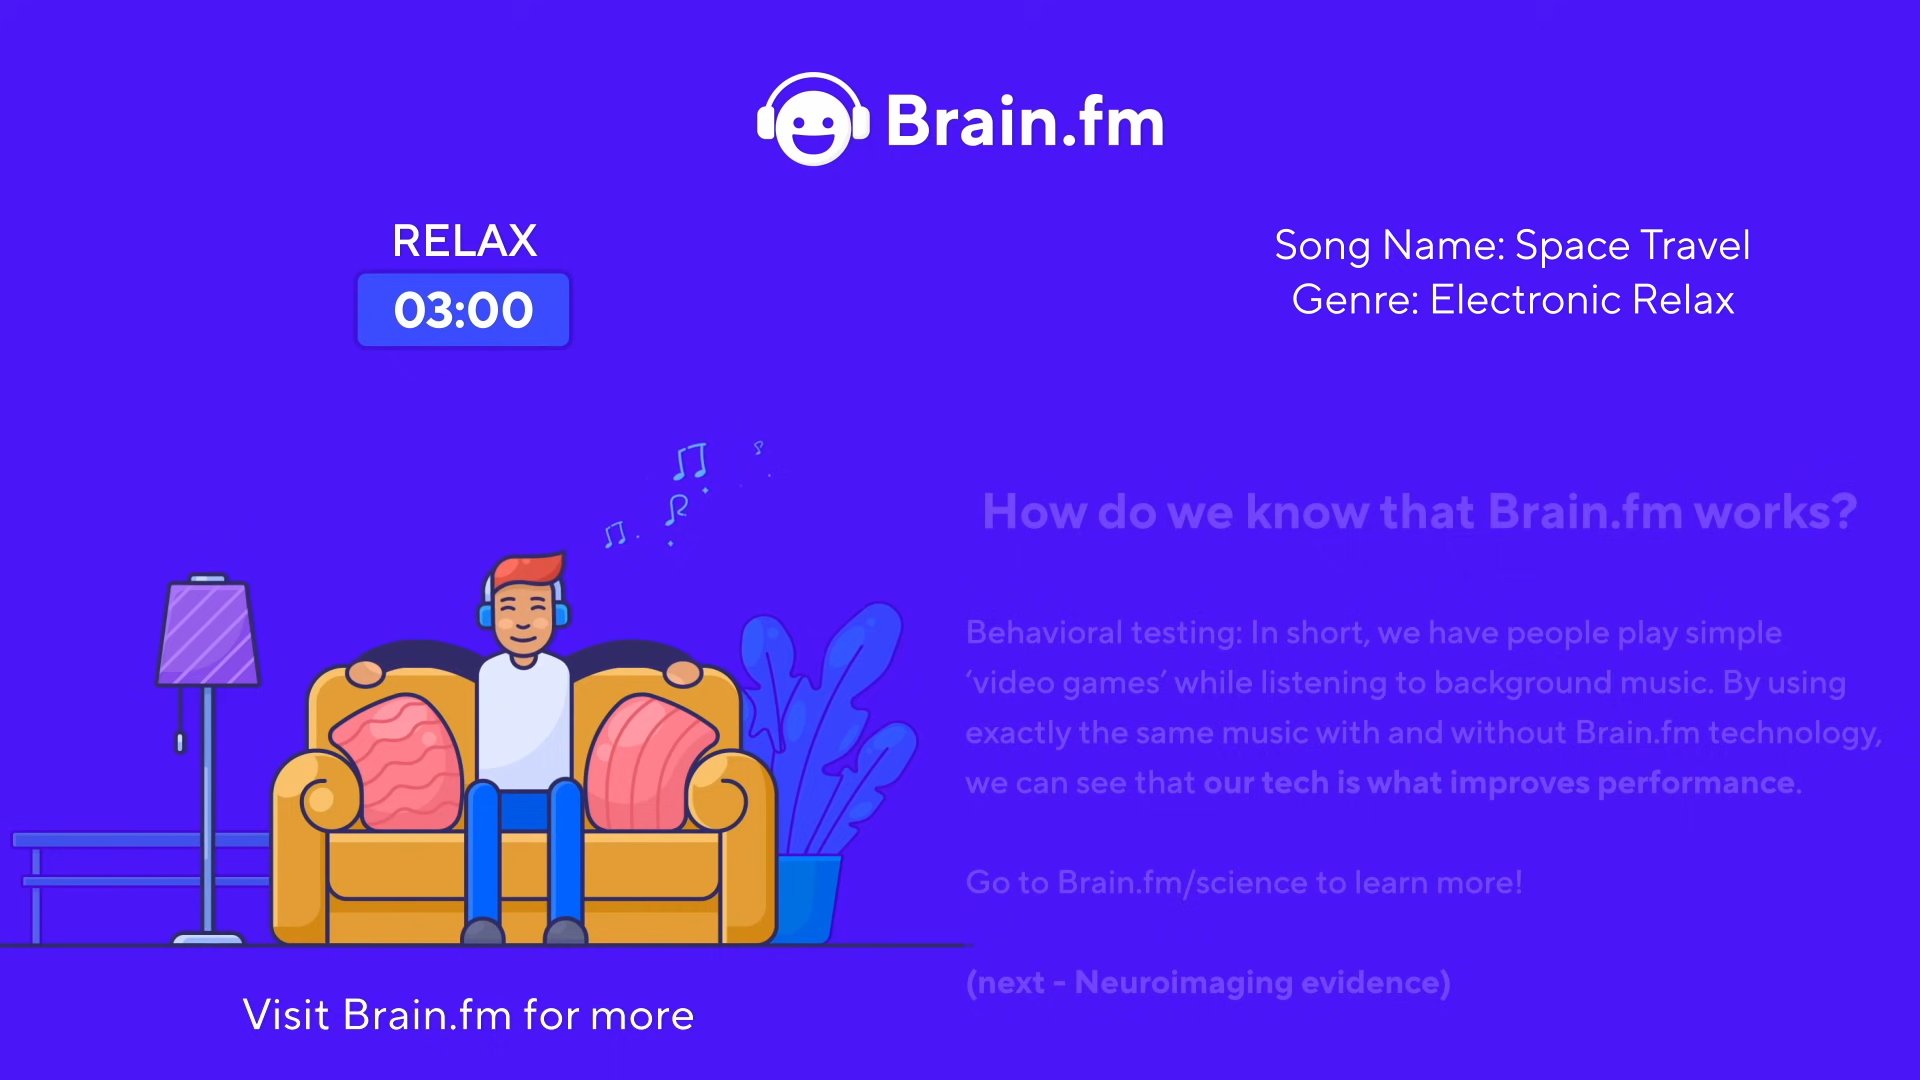 Brain.fm
RELAX
03:00
Song Name: Space Travel
Genre: Electronic Relax
How do we know that Brain.fm works?
Behavioral testing: In short, we have people play simple
‘video games’ while listening to background music. By using
exactly the same music with and without Brain.fm technology,
we can see that our tech is what improves performance.
Go to Brain.fm/science to learn more!
(next - Neuroimaging evidence)
Visit Brain.fm for more